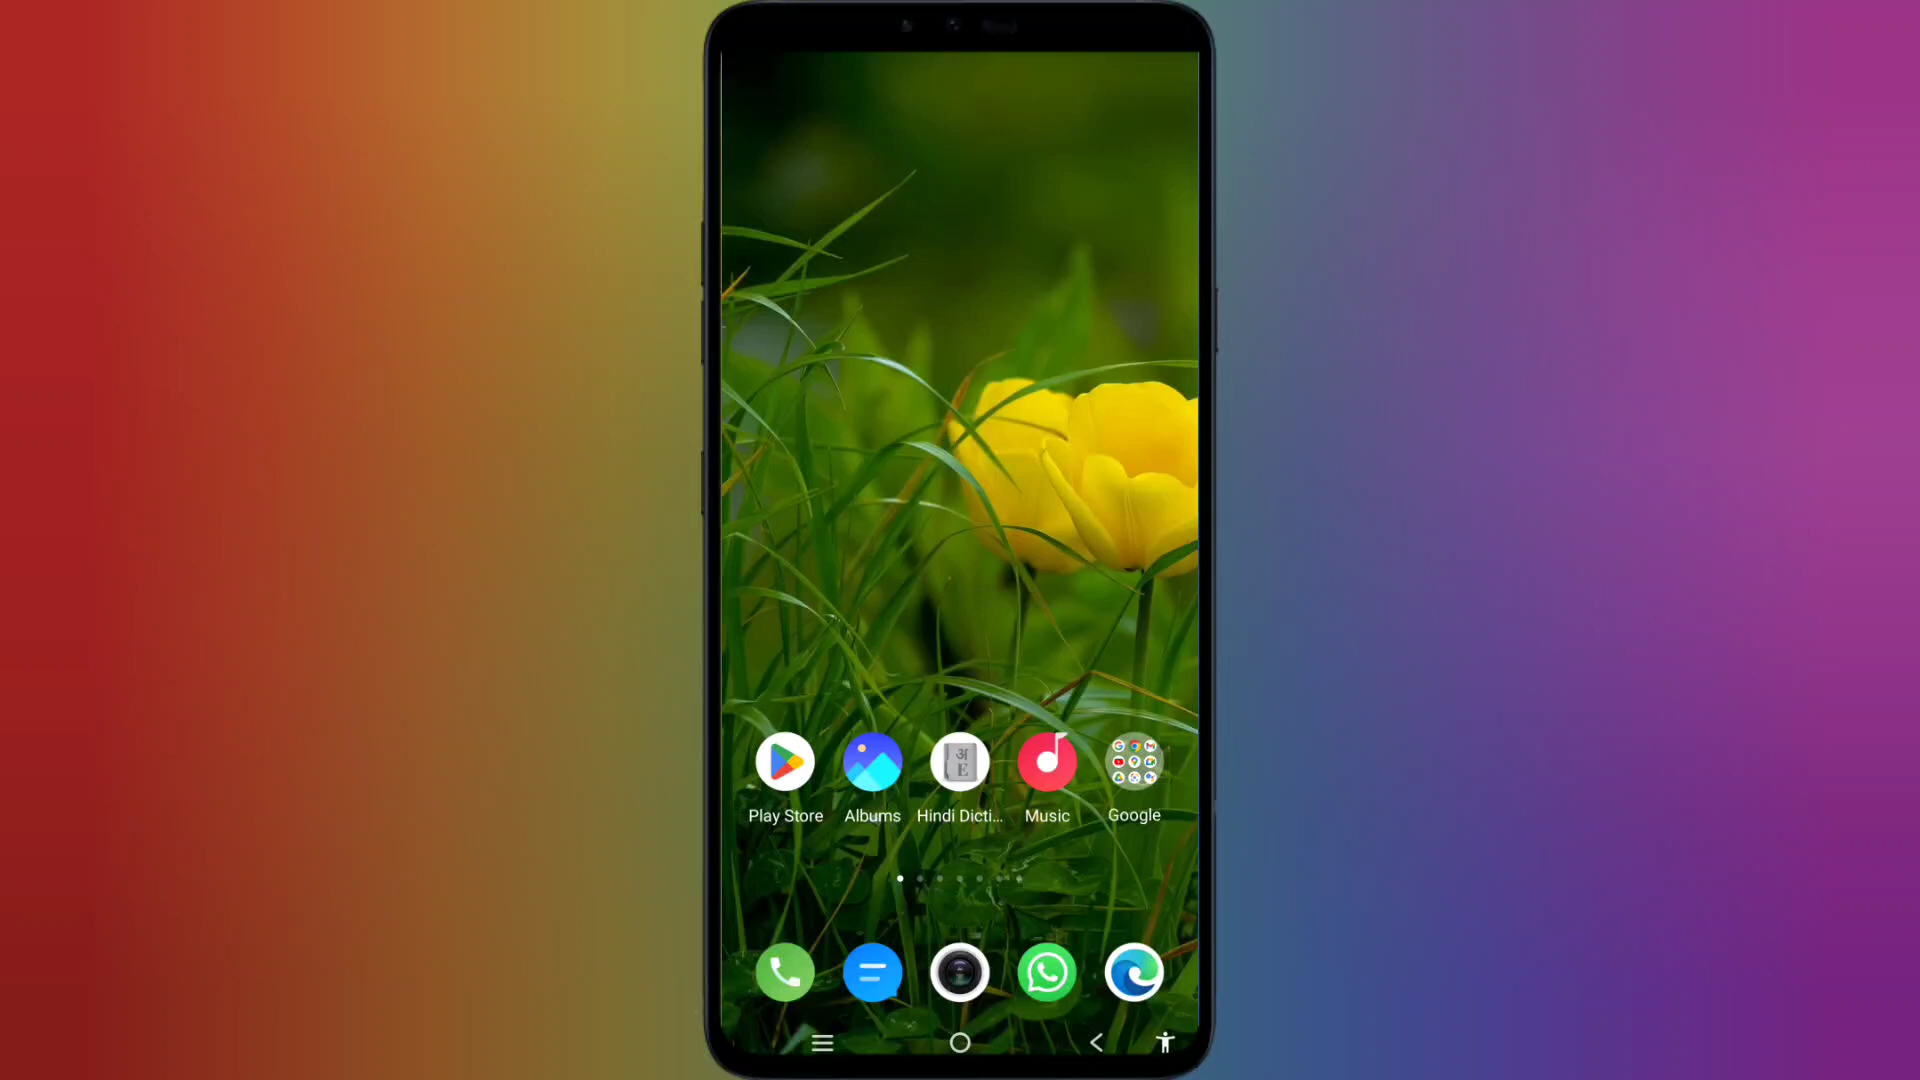 अ
E
Play Store
Albums
Hindi Dicti...
Music
Google